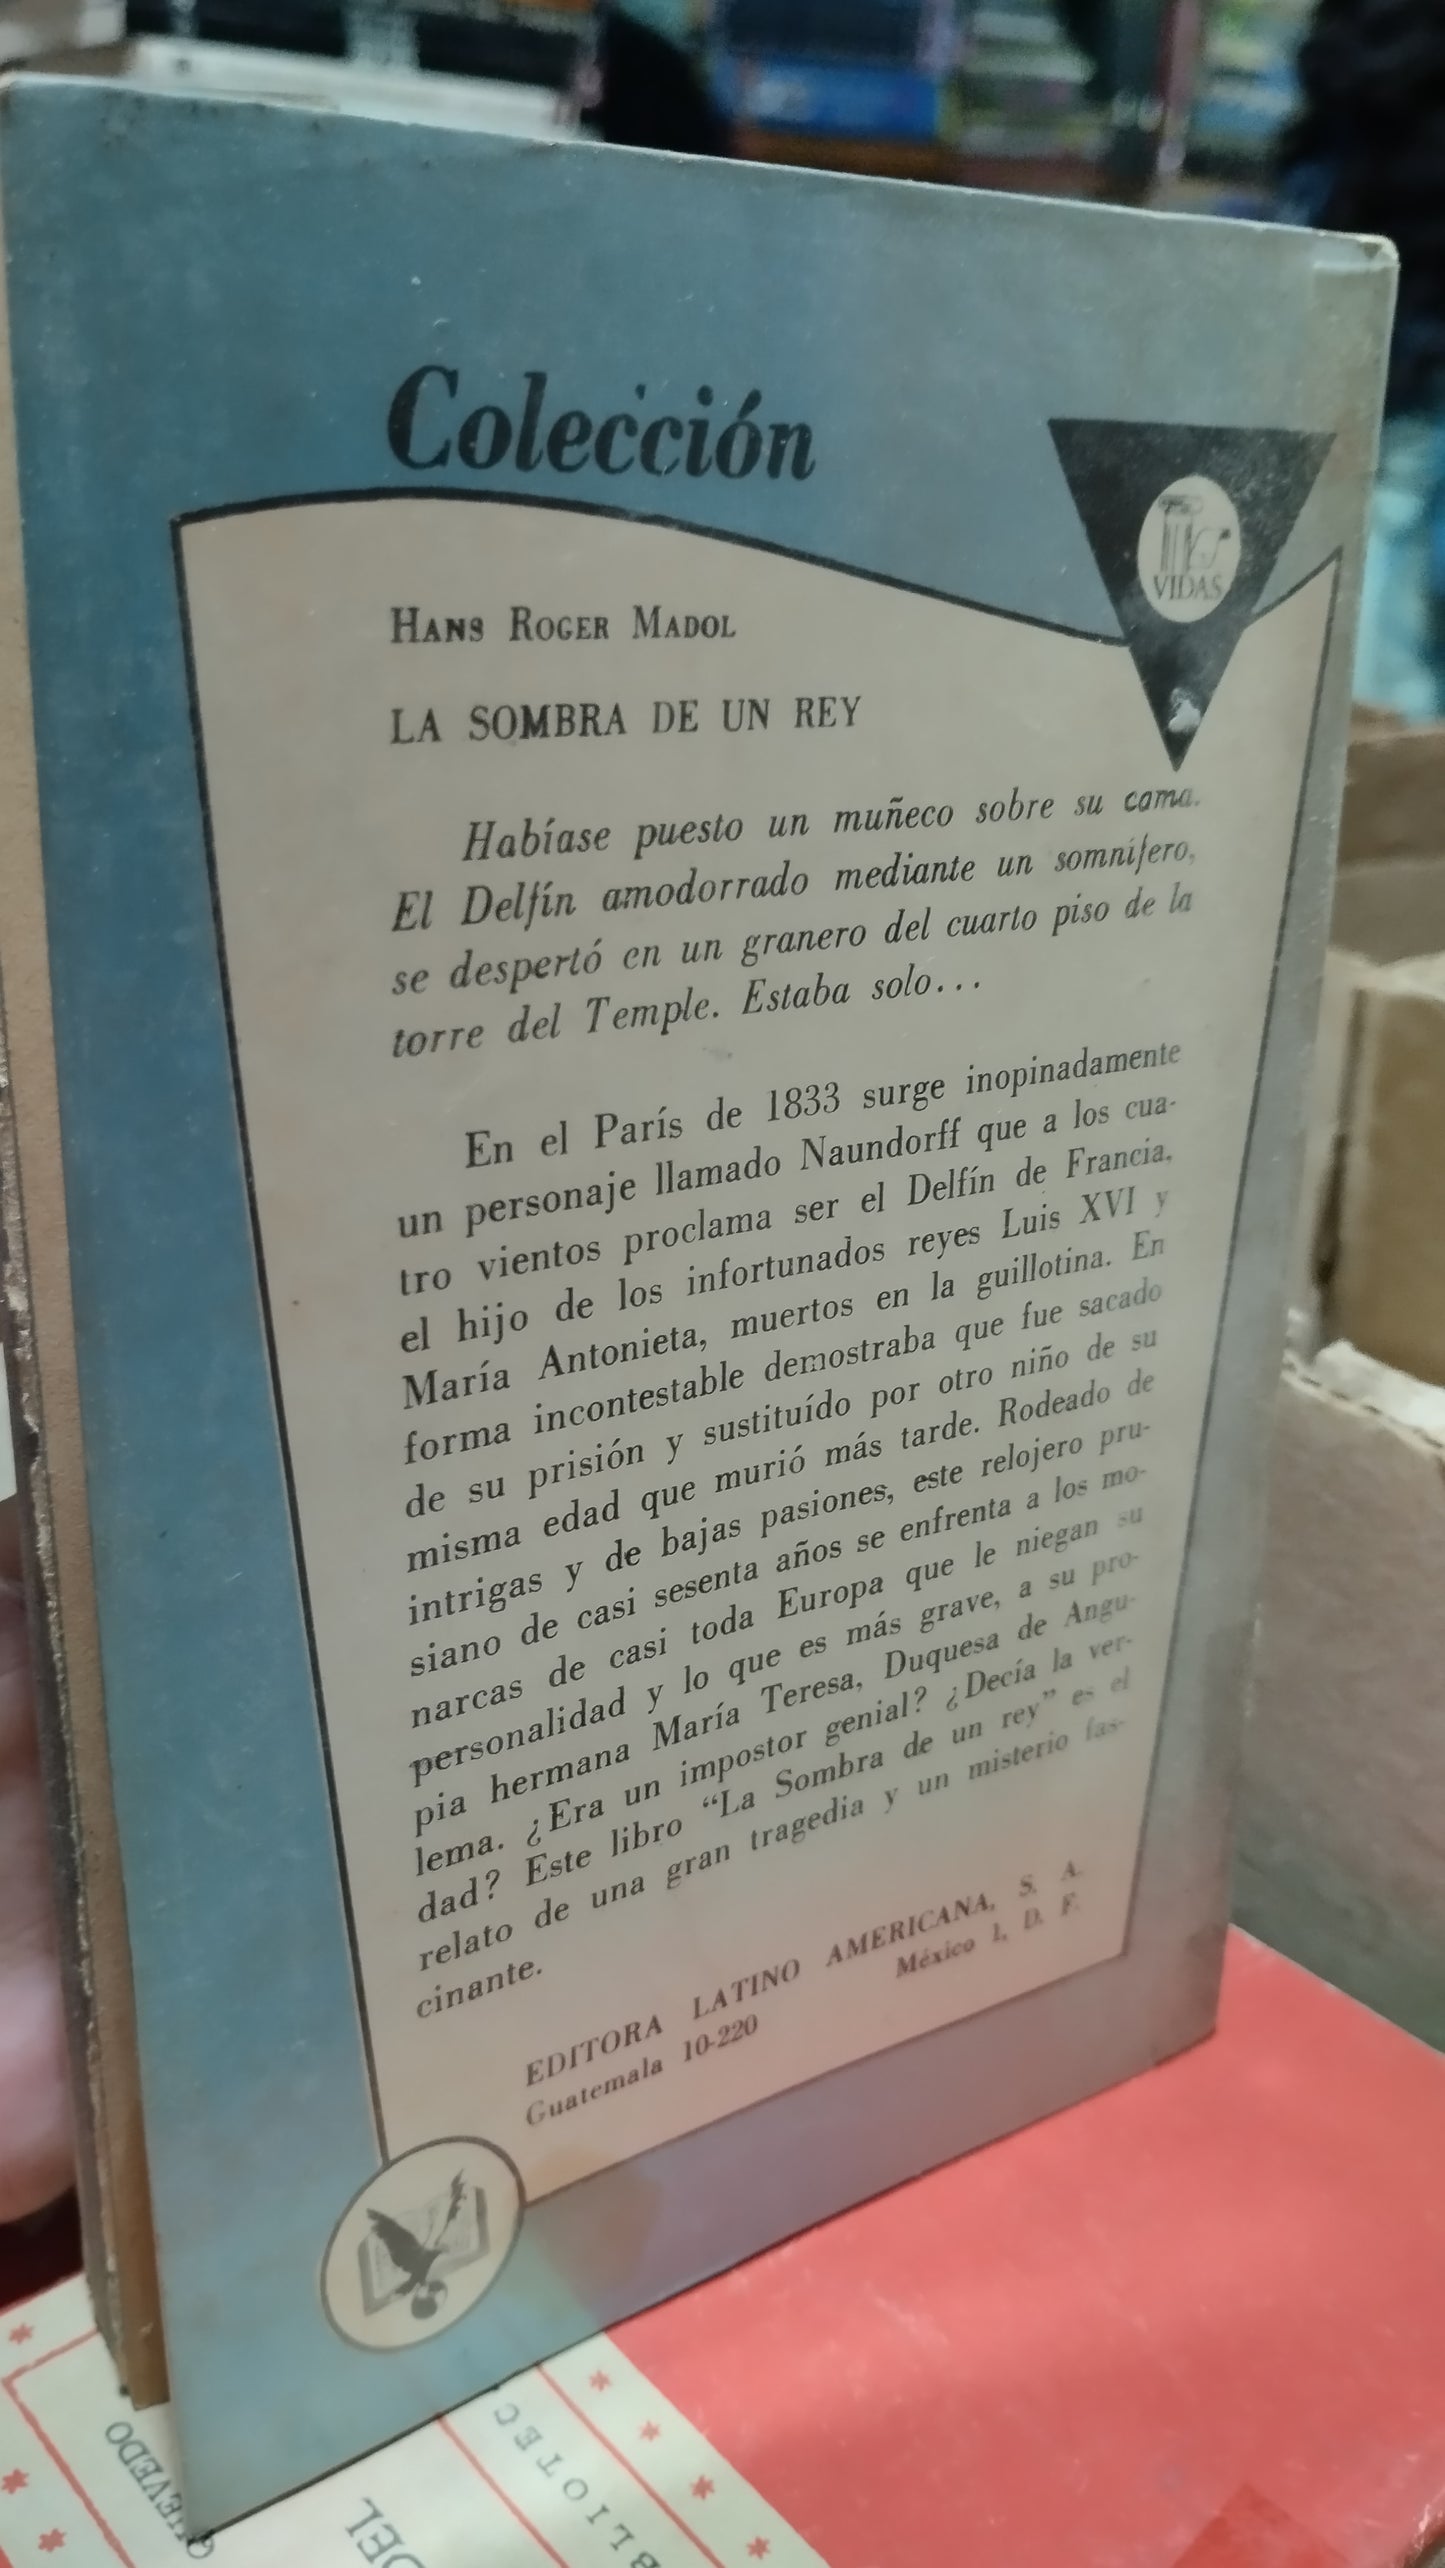 Colección
VIDAS
HANS ROGER MADOL
LA SOMBRA DE UN REY
Habíase puesto un muñeco sobre su cama.
El Delfín amodorrado mediante un somnífero,
se despertó en un granero del cuarto piso de la
torre del Temple. Estaba solo...
En el París de 1833 surge inopinadamente
un personaje llamado Naundorff que a los cua-
tro vientos proclama ser el Delfín de Francia,
el hijo de los infortunados reyes Luis XVI y
María Antonieta, muertos en la guillotina. En
forma incontestable demostraba que fue sacado
de su prisión y sustituído por otro niño de su
misma edad que murió más tarde. Rodeado de
intrigas y de bajas pasiones, este relojero pru-
siano de casi sesenta años se enfrenta a los mo-
narcas de casi toda Europa que le niegan su
personalidad y lo que es más grave, a su pro-
pia hermana María Teresa, Duquesa de Angu-
lema. ¿Era un impostor genial? ¿Decía la ver-
dad? Este libro “La Sombra de un rey” es el
relato de una gran tragedia y un misterio fas-
cinante.
EDITORA LATINO AMERICANA, S. A.
Guatemala 10-220 México 1, D. F.
QUEVEDO
DEL
BLIOTEC